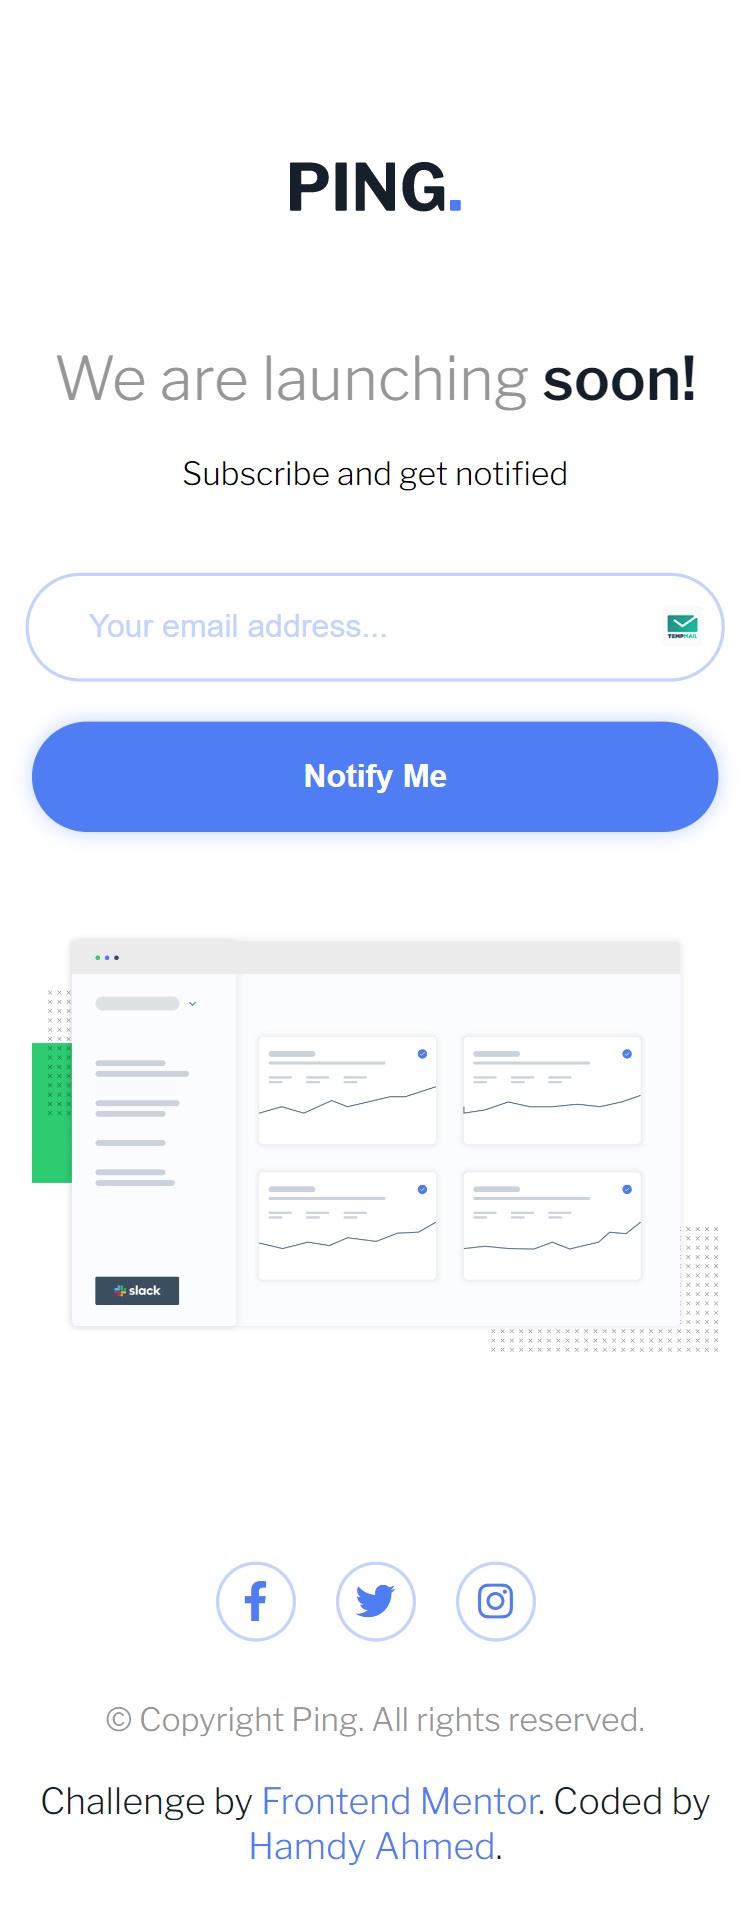 PING.
We are launching soon!
Subscribe and get notified
Your email address...
TEMPMAIL
Notify Me
slack
© Copyright Ping. All rights reserved.
Challenge by Frontend Mentor. Coded by
Hamdy Ahmed.